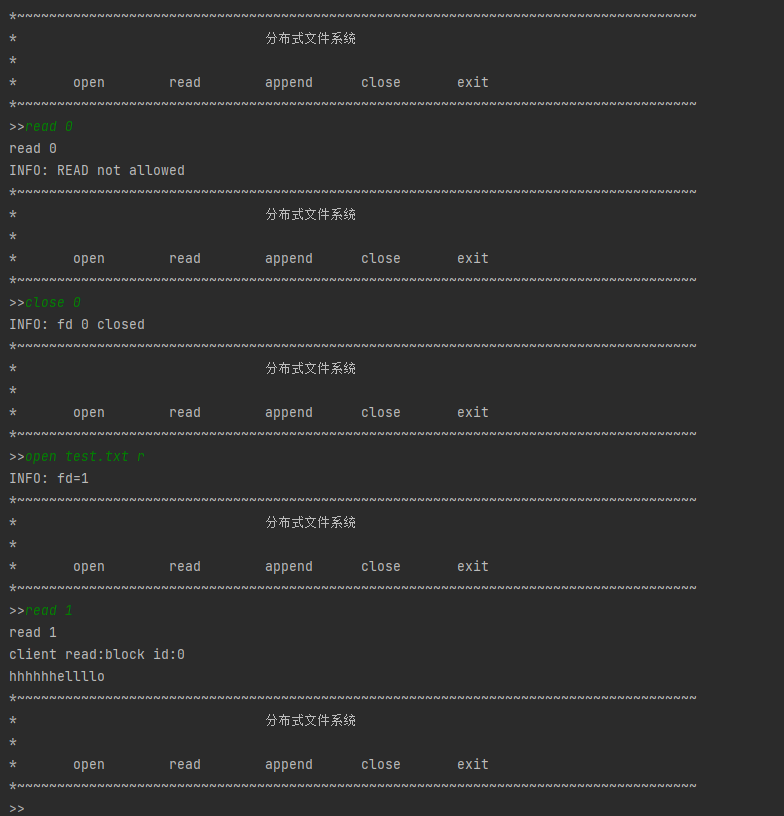 *~~~~~~~~~~~~~~~~~~~~~~~~~~~~~~~~~~~~~~~~~~~~~~~~~~~~~~~~~~~~~~~~~~~~~~~~~~~~~~~~~~~~~
*                               分布式文件系统
*
*       open        read        append      close       exit
*~~~~~~~~~~~~~~~~~~~~~~~~~~~~~~~~~~~~~~~~~~~~~~~~~~~~~~~~~~~~~~~~~~~~~~~~~~~~~~~~~~~~~
>>read 0
read 0
INFO: READ not allowed
*~~~~~~~~~~~~~~~~~~~~~~~~~~~~~~~~~~~~~~~~~~~~~~~~~~~~~~~~~~~~~~~~~~~~~~~~~~~~~~~~~~~~~
*                               分布式文件系统
*
*       open        read        append      close       exit
*~~~~~~~~~~~~~~~~~~~~~~~~~~~~~~~~~~~~~~~~~~~~~~~~~~~~~~~~~~~~~~~~~~~~~~~~~~~~~~~~~~~~~
>>close 0
INFO: fd 0 closed
*~~~~~~~~~~~~~~~~~~~~~~~~~~~~~~~~~~~~~~~~~~~~~~~~~~~~~~~~~~~~~~~~~~~~~~~~~~~~~~~~~~~~~
*                               分布式文件系统
*
*       open        read        append      close       exit
*~~~~~~~~~~~~~~~~~~~~~~~~~~~~~~~~~~~~~~~~~~~~~~~~~~~~~~~~~~~~~~~~~~~~~~~~~~~~~~~~~~~~~
>>open test.txt r
INFO: fd=1
*~~~~~~~~~~~~~~~~~~~~~~~~~~~~~~~~~~~~~~~~~~~~~~~~~~~~~~~~~~~~~~~~~~~~~~~~~~~~~~~~~~~~~
*                               分布式文件系统
*
*       open        read        append      close       exit
*~~~~~~~~~~~~~~~~~~~~~~~~~~~~~~~~~~~~~~~~~~~~~~~~~~~~~~~~~~~~~~~~~~~~~~~~~~~~~~~~~~~~~
>>read 1
read 1
client read:block id:0
hhhhhhellllo
*~~~~~~~~~~~~~~~~~~~~~~~~~~~~~~~~~~~~~~~~~~~~~~~~~~~~~~~~~~~~~~~~~~~~~~~~~~~~~~~~~~~~~
*                               分布式文件系统
*
*       open        read        append      close       exit
*~~~~~~~~~~~~~~~~~~~~~~~~~~~~~~~~~~~~~~~~~~~~~~~~~~~~~~~~~~~~~~~~~~~~~~~~~~~~~~~~~~~~~
>>